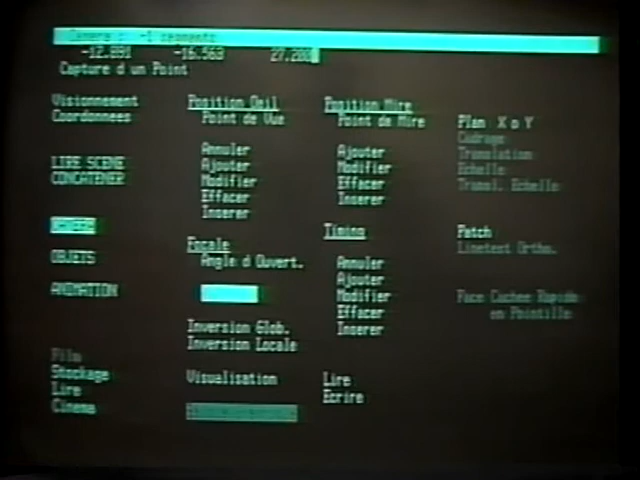 Camera : -1 segments
-12.891 -16.563 27.200
Capture d un Point
Visionnement
Coordonnees
LIRE SCENE
CONCATENER
CAMERA
OBJETS
ANIMATION
Film
Stockage
Lire
Cinema
Position Oeil
Point de Vue
Annuler
Ajouter
Modifier
Effacer
Inserer
Focale
Angle d Ouvert.
Inversion Glob.
Inversion Locale
Visualisation
Position Mire
Point de Mire
Ajouter
Modifier
Effacer
Inserer
Timing
Annuler
Ajouter
Modifier
Effacer
Inserer
Lire
Ecrire
Plan X o Y
Cadrage
Translation
Echelle
Transl. Echelle
Patch
Linetest Ortho.
Face Cachee Rapide
en Pointille